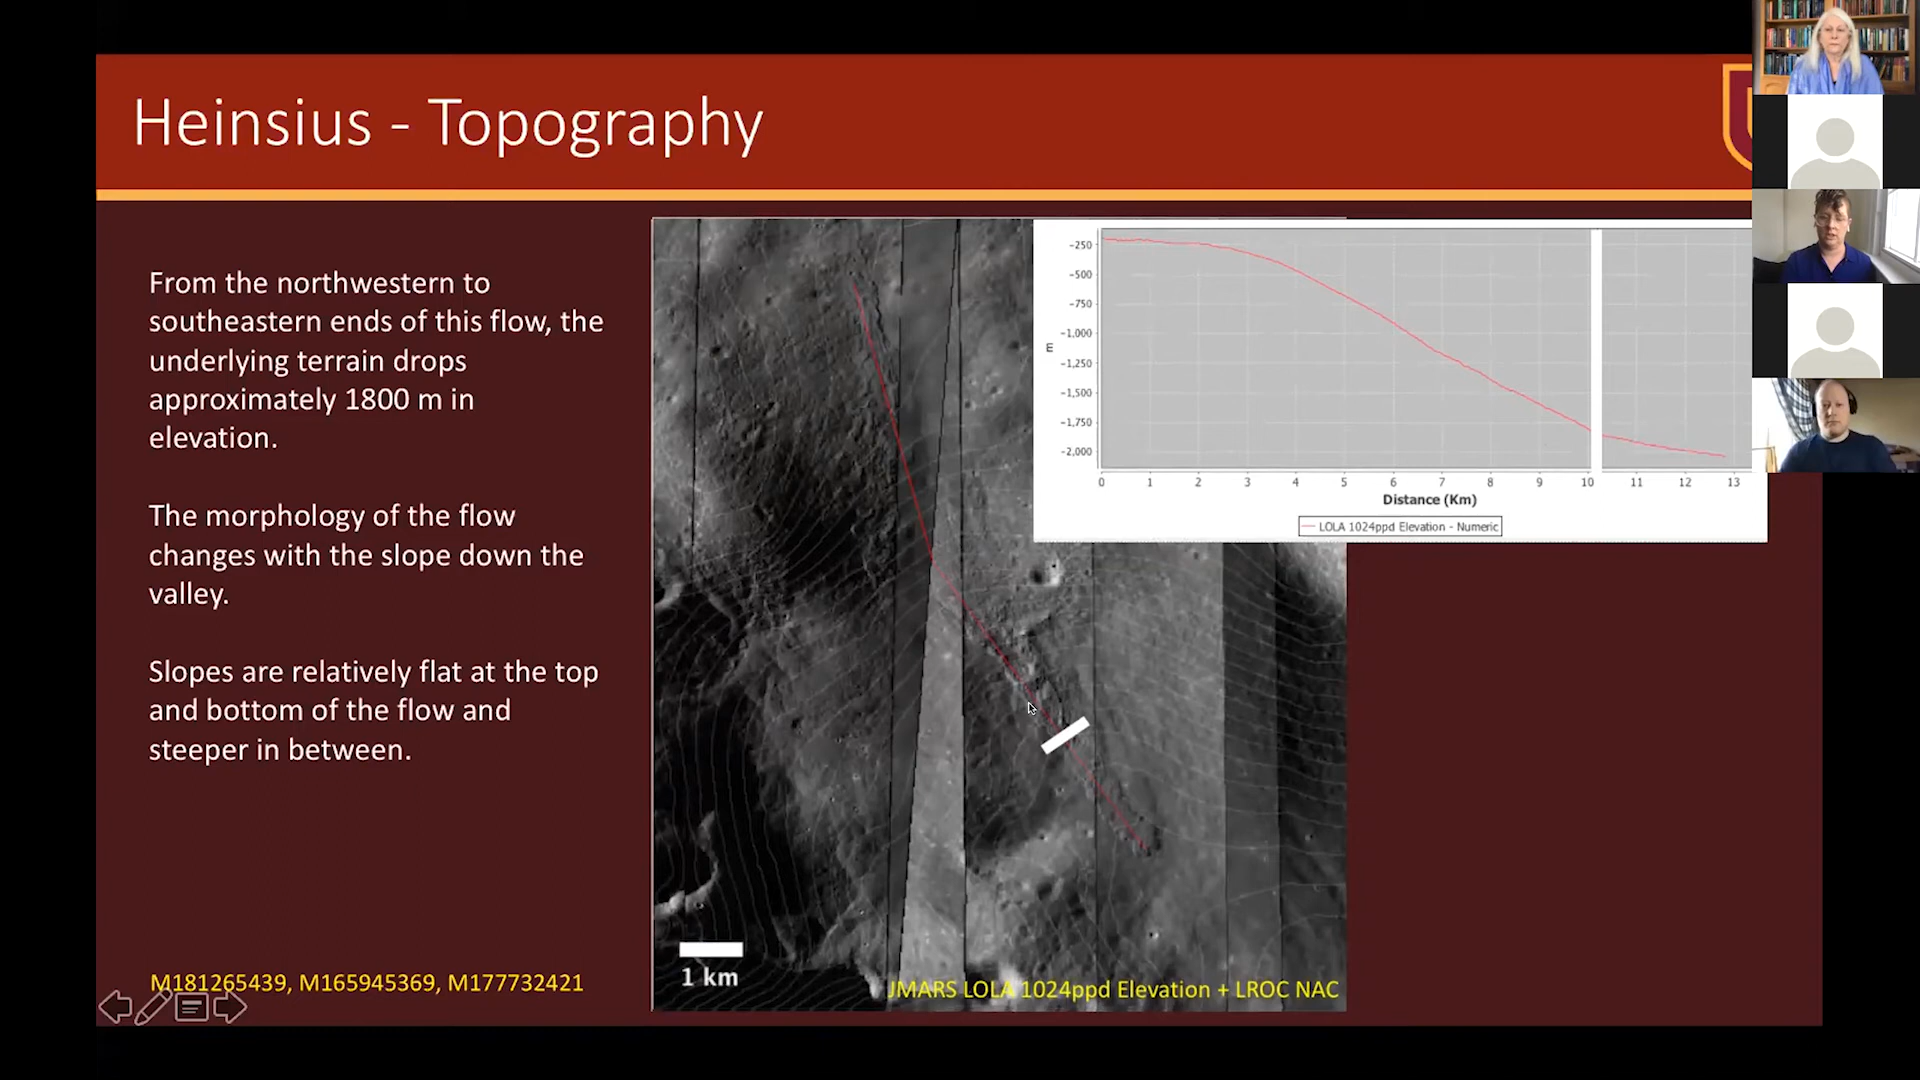 Heinsius - Topography
From the northwestern to
southeastern ends of this flow, the
underlying terrain drops
approximately 1800 m in
elevation.
The morphology of the flow
changes with the slope down the
valley.
Slopes are relatively flat at the top
and bottom of the flow and
steeper in between.
M181265439, M165945369, M177732421
-250
-500
-750
-1,000
-1,250
-1,500
-1,750
-2,000
m
0 1 2 3 4 5 6 7 8 9 10 11 12 13
Distance (Km)
LOLA 1024ppd Elevation - Numeric
1 km
JMARS LOLA 1024ppd Elevation + LROC NAC